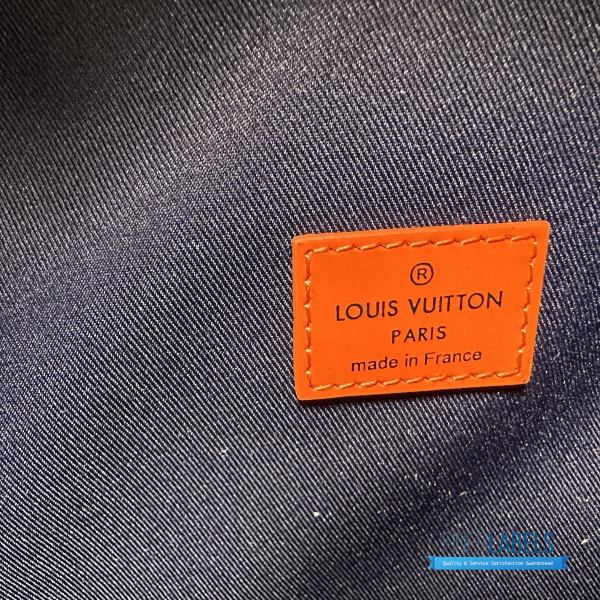 ®
LOUIS VUITTON
PARIS
made in France
LABELS
Quality & Service Satisfaction Guaranteed